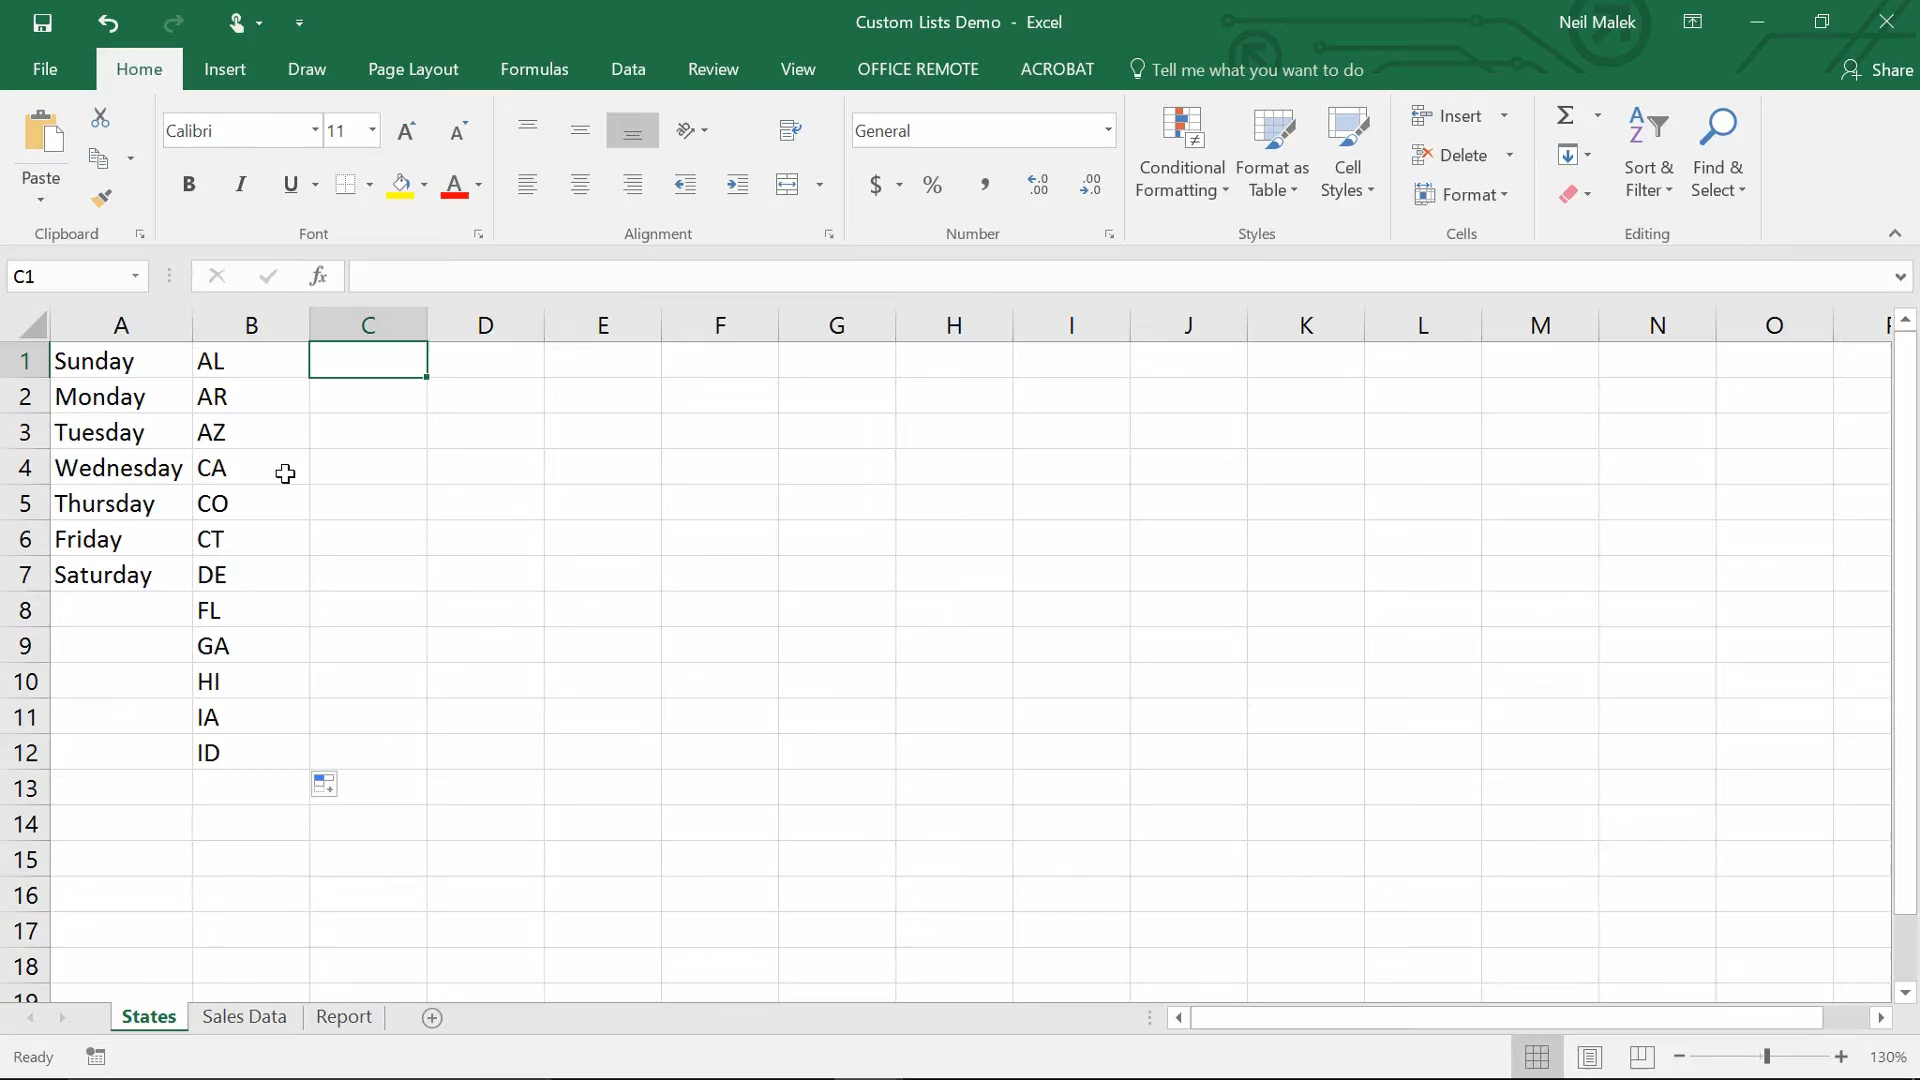 Custom Lists Demo - Excel
Neil Malek
File Home Insert Draw Page Layout Formulas Data Review View OFFICE REMOTE ACROBAT Tell me what you want to do Share
Calibri 11
General
Paste
B I U A
$ % ,
Conditional Formatting
Format as Table
Cell Styles
Insert
Delete
Format
Sort & Filter
Find & Select
Clipboard Font Alignment Number Styles Cells Editing
C1 fx
A B C D E F G H I J K L M N O
1 Sunday AL
2 Monday AR
3 Tuesday AZ
4 Wednesday CA
5 Thursday CO
6 Friday CT
7 Saturday DE
8 FL
9 GA
10 HI
11 IA
12 ID
13
14
15
16
17
18
19
States Sales Data Report
Ready 130%